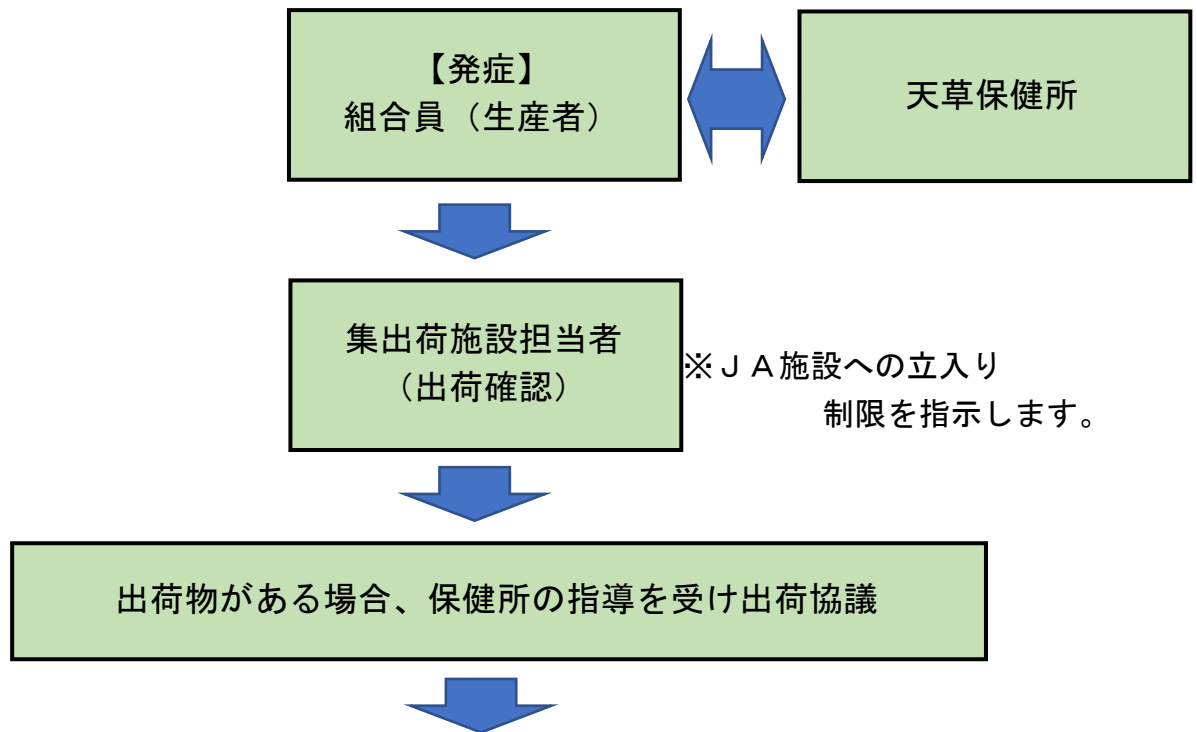 【発症】
組合員（生産者）
天草保健所
集出荷施設担当者
（出荷確認）
※ＪＡ施設への立入り
制限を指示します。
出荷物がある場合、保健所の指導を受け出荷協議